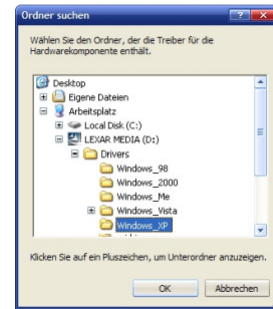 Ordner suchen
Wählen Sie den Ordner, der die Treiber für die
Hardwarekomponente enthält.
Desktop
Eigene Dateien
Arbeitsplatz
Local Disk (C:)
LEXAR MEDIA (D:)
Drivers
Windows_98
Windows_2000
Windows_Me
Windows_Vista
Windows_XP
Klicken Sie auf ein Pluszeichen, um Unterordner anzuzeigen.
OK Abbrechen